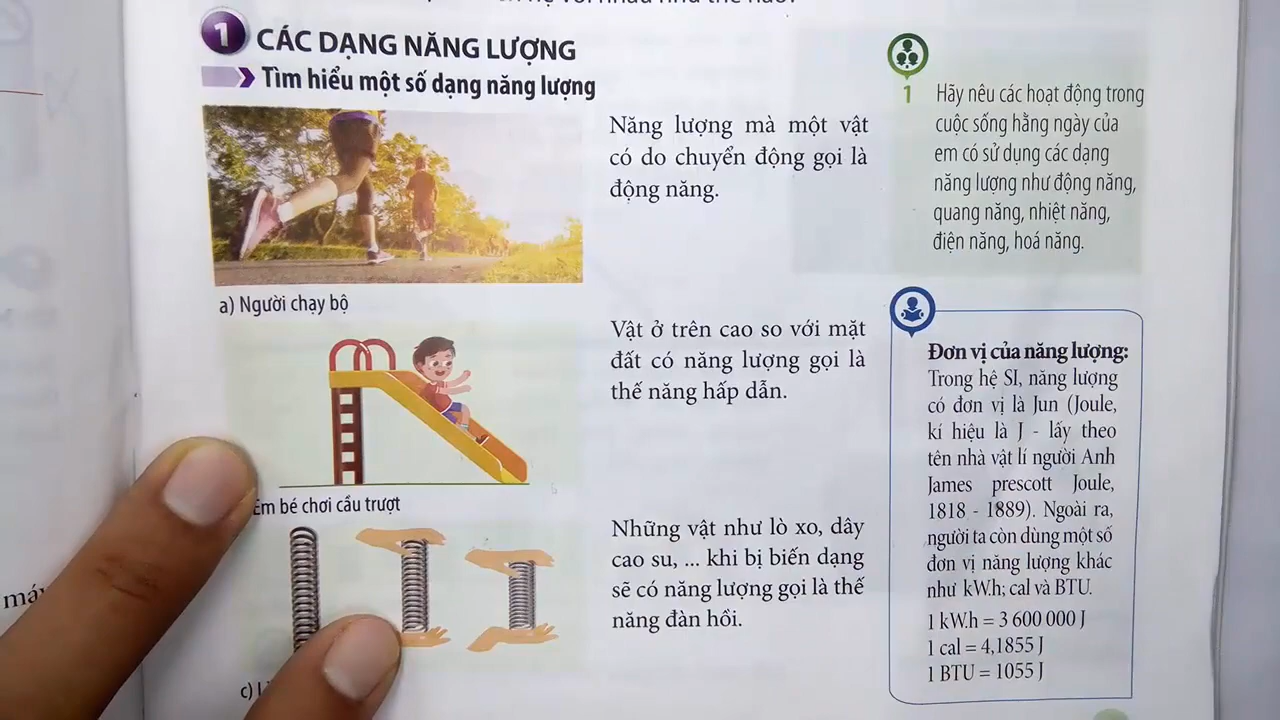 1 CÁC DẠNG NĂNG LƯỢNG
Tìm hiểu một số dạng năng lượng
Năng lượng mà một vật
có do chuyển động gọi là
động năng.
a) Người chạy bộ
Vật ở trên cao so với mặt
đất có năng lượng gọi là
thế năng hấp dẫn.
Em bé chơi cầu trượt
Những vật như lò xo, dây
cao su, ... khi bị biến dạng
sẽ có năng lượng gọi là thế
năng đàn hồi.
c)
1 Hãy nêu các hoạt động trong
cuộc sống hằng ngày của
em có sử dụng các dạng
năng lượng như động năng,
quang năng, nhiệt năng,
điện năng, hoá năng.
Đơn vị của năng lượng:
Trong hệ SI, năng lượng
có đơn vị là Jun (Joule,
kí hiệu là J - lấy theo
tên nhà vật lí người Anh
James prescott Joule,
1818 - 1889). Ngoài ra,
người ta còn dùng một số
đơn vị năng lượng khác
như kW.h; cal và BTU.
1 kW.h = 3 600 000 J
1 cal = 4,1855 J
1 BTU = 1055 J